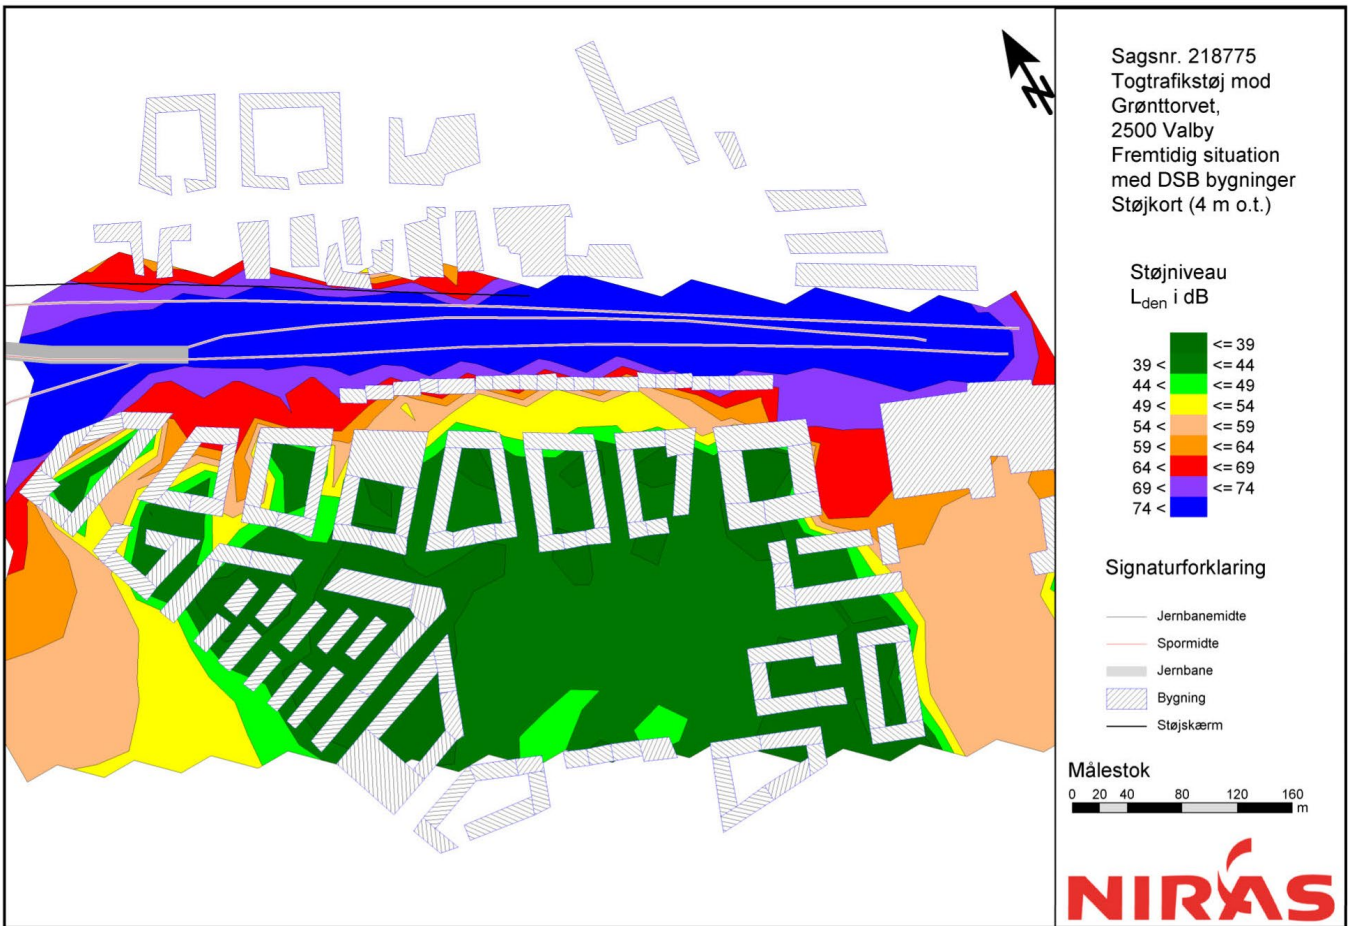 N
Sagsnr. 218775
Togtrafikstøj mod
Grønttorvet,
2500 Valby
Fremtidig situation
med DSB bygninger
Støjkort (4 m o.t.)
Støjniveau
Lden i dB
<= 39
39 < <= 44
44 < <= 49
49 < <= 54
54 < <= 59
59 < <= 64
64 < <= 69
69 < <= 74
74 <
Signaturforklaring
Jernbanemidte
Spormidte
Jernbane
Bygning
Støjskærm
Målestok
0 20 40 80 120 160
m
NIRAS